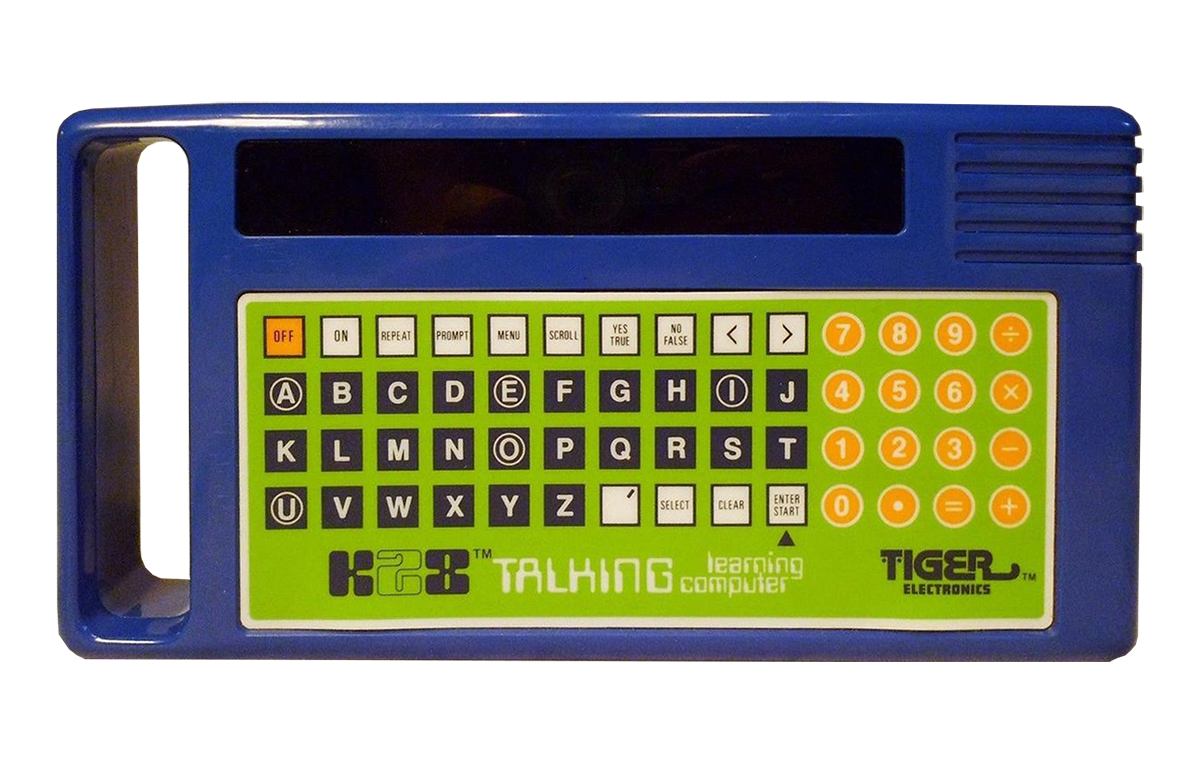 OFF ON REPEAT PROMPT MENU SCROLL YES TRUE NO FALSE < > 7 8 9 ÷
A B C D E F G H I J 4 5 6 ×
K L M N O P Q R S T 1 2 3 −
U V W X Y Z ' SELECT CLEAR ENTER START 0 • = +
K28™ TALKING learning computer TIGER™ ELECTRONICS